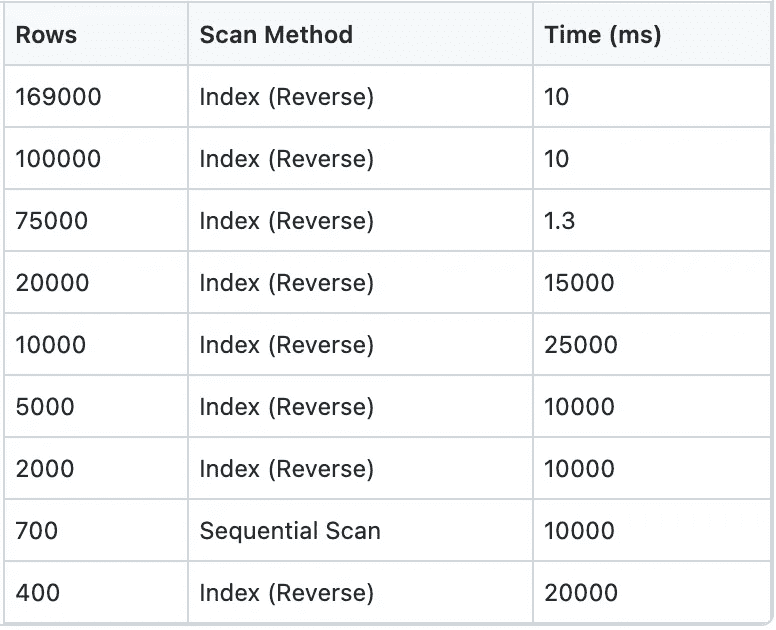 Rows Scan Method Time (ms)
169000 Index (Reverse) 10
100000 Index (Reverse) 10
75000 Index (Reverse) 1.3
20000 Index (Reverse) 15000
10000 Index (Reverse) 25000
5000 Index (Reverse) 10000
2000 Index (Reverse) 10000
700 Sequential Scan 10000
400 Index (Reverse) 20000